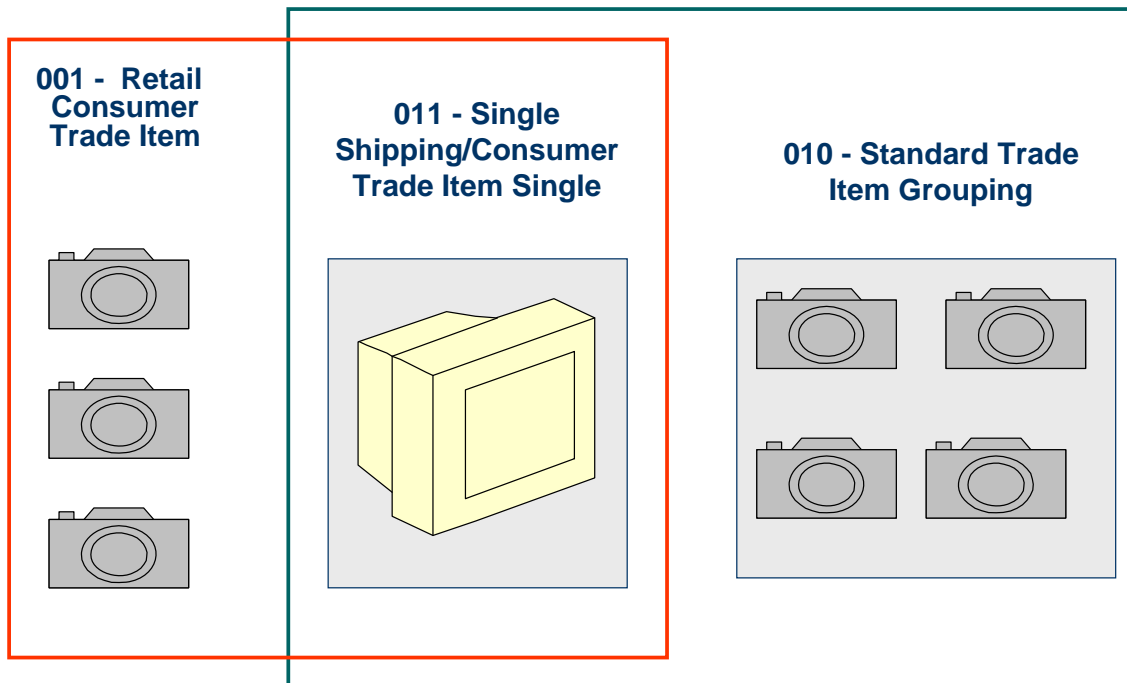 001 - Retail
Consumer
Trade Item
011 - Single
Shipping/Consumer
Trade Item Single
010 - Standard Trade
Item Grouping